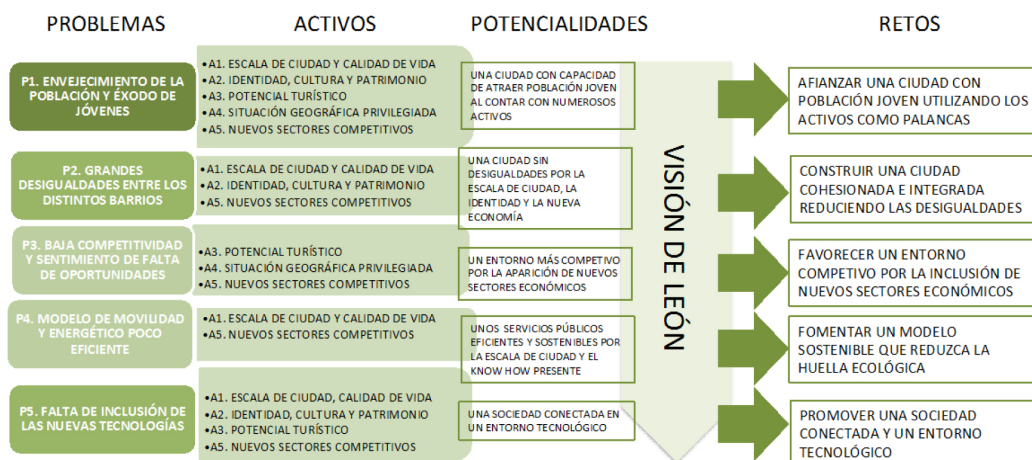 PROBLEMAS
ACTIVOS
POTENCIALIDADES
RETOS
P1. ENVEJECIMIENTO DE LA
POBLACIÓN Y ÉXODO DE
JÓVENES
•A1. ESCALA DE CIUDAD Y CALIDAD DE VIDA
•A2. IDENTIDAD, CULTURA Y PATRIMONIO
•A3. POTENCIAL TURÍSTICO
•A4. SITUACIÓN GEOGRÁFICA PRIVILEGIADA
•A5. NUEVOS SECTORES COMPETITIVOS
UNA CIUDAD CON CAPACIDAD
DE ATRAER POBLACIÓN JOVEN
AL CONTAR CON NUMEROSOS
ACTIVOS
AFIANZAR UNA CIUDAD CON
POBLACIÓN JOVEN UTILIZANDO LOS
ACTIVOS COMO PALANCAS
P2. GRANDES
DESIGUALDADES ENTRE LOS
DISTINTOS BARRIOS
•A1. ESCALA DE CIUDAD Y CALIDAD DE VIDA
•A2. IDENTIDAD, CULTURA Y PATRIMONIO
•A5. NUEVOS SECTORES COMPETITIVOS
UNA CIUDAD SIN
DESIGUALDADES POR LA
ESCALA DE CIUDAD, LA
IDENTIDAD Y LA NUEVA
ECONOMÍA
CONSTRUIR UNA CIUDAD
COHESIONADA E INTEGRADA
REDUCIENDO LAS DESIGUALDADES
P3. BAJA COMPETITIVIDAD
Y SENTIMIENTO DE FALTA
DE OPORTUNIDADES
•A3. POTENCIAL TURÍSTICO
•A4. SITUACIÓN GEOGRÁFICA PRIVILEGIADA
•A5. NUEVOS SECTORES COMPETITIVOS
UN ENTORNO MÁS COMPETIVO
POR LA APARICIÓN DE NUEVOS
SECTORES ECONÓMICOS
FAVORECER UN ENTORNO
COMPETIVO POR LA INCLUSIÓN DE
NUEVOS SECTORES ECONÓMICOS
P4. MODELO DE MOVILIDAD
Y ENERGÉTICO POCO
EFICIENTE
•A1. ESCALA DE CIUDAD Y CALIDAD DE VIDA
•A5. NUEVOS SECTORES COMPETITIVOS
UNOS SERVICIOS PÚBLICOS
EFICIENTES Y SOSTENIBLES POR
LA ESCALA DE CIUDAD Y EL
KNOW HOW PRESENTE
FOMENTAR UN MODELO
SOSTENIBLE QUE REDUZCA LA
HUELLA ECOLÓGICA
P5. FALTA DE INCLUSIÓN DE
LAS NUEVAS TECNOLOGÍAS
•A1. ESCALA DE CIUDAD, CALIDAD DE VIDA
•A2. IDENTIDAD, CULTURA Y PATRIMONIO
•A3. POTENCIAL TURÍSTICO
•A5. NUEVOS SECTORES COMPETITIVOS
UNA SOCIEDAD CONECTADA EN
UN ENTORNO TECNOLÓGICO
PROMOVER UNA SOCIEDAD
CONECTADA Y UN ENTORNO
TECNOLÓGICO
VISIÓN DE LEÓN